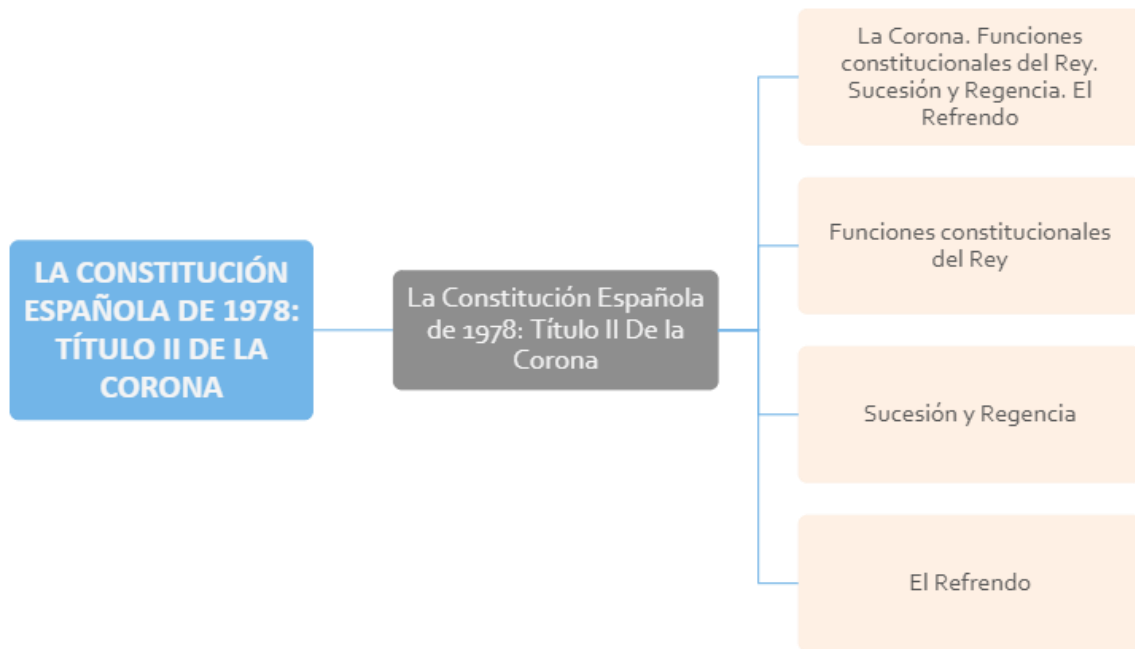 LA CONSTITUCIÓN
ESPAÑOLA DE 1978:
TÍTULO II DE LA
CORONA
La Constitución Española
de 1978: Título II De la
Corona
La Corona. Funciones
constitucionales del Rey.
Sucesión y Regencia. El
Refrendo
Funciones constitucionales
del Rey
Sucesión y Regencia
El Refrendo